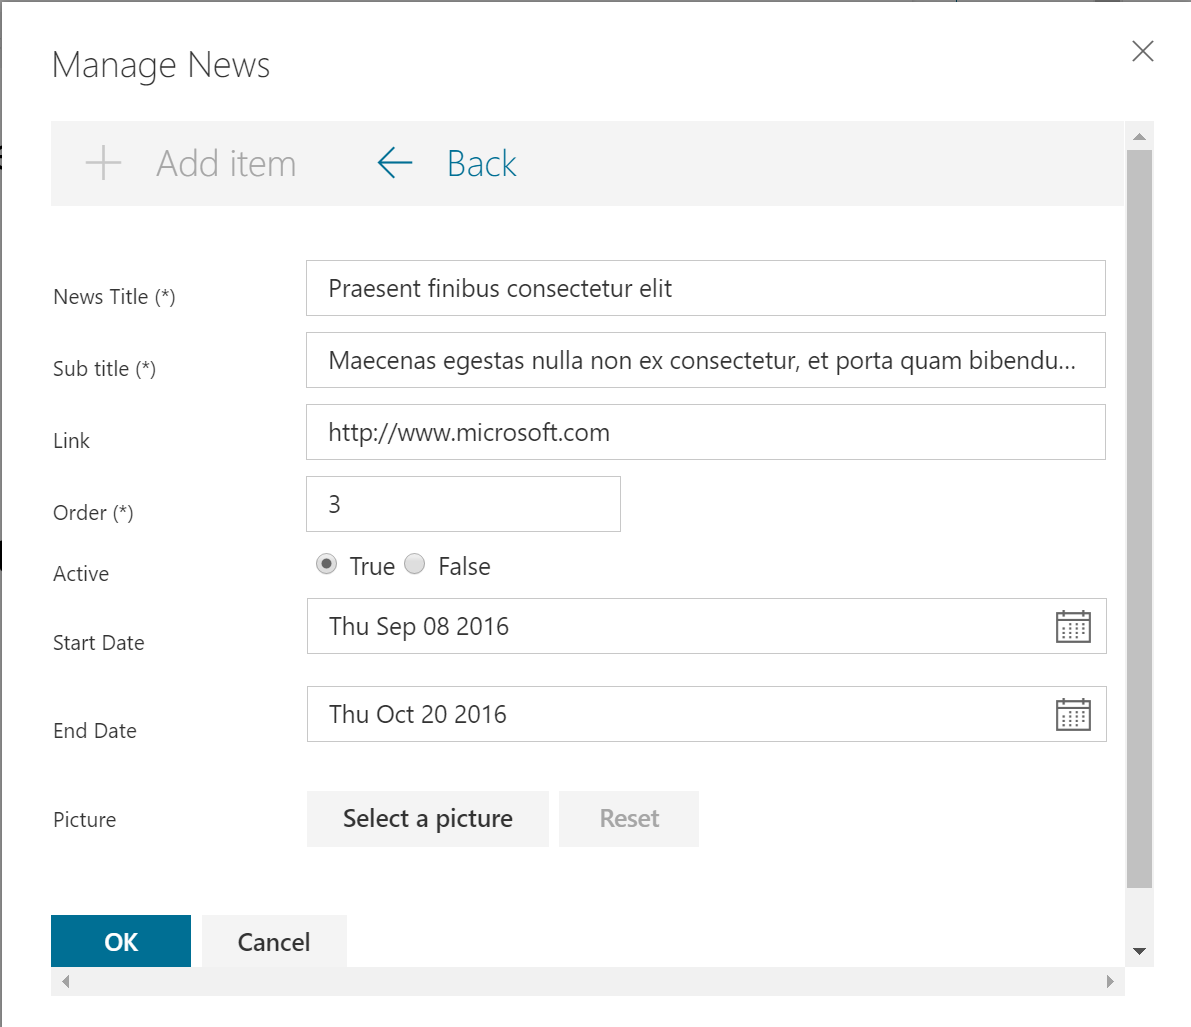 Manage News
Add item Back
News Title (*) Praesent finibus consectetur elit
Sub title (*) Maecenas egestas nulla non ex consectetur, et porta quam bibendu...
Link http://www.microsoft.com
Order (*) 3
Active True False
Start Date Thu Sep 08 2016
End Date Thu Oct 20 2016
Picture Select a picture Reset
OK Cancel